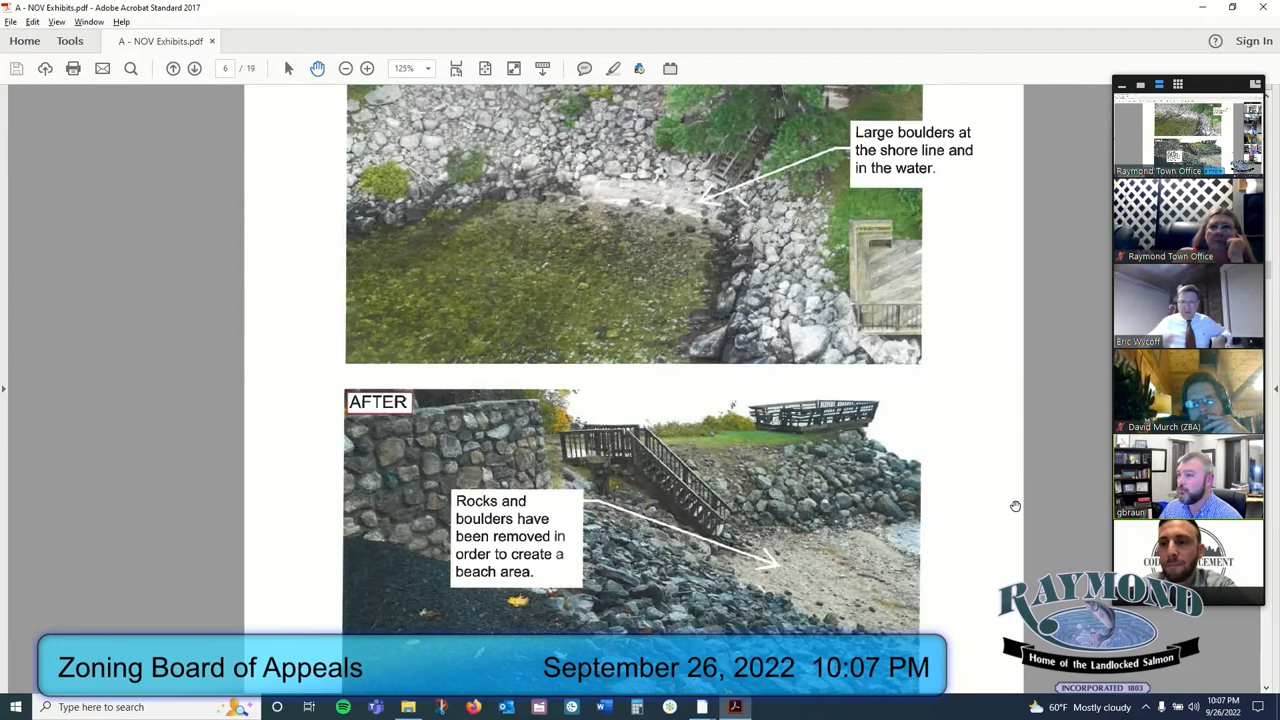 A - NOV Exhibits.pdf - Adobe Acrobat Standard 2017
File Edit View Window Help
Home Tools A - NOV Exhibits.pdf × Sign In
6 / 19 125%
Large boulders at
the shore line and
in the water.
AFTER
Rocks and
boulders have
been removed in
order to create a
beach area.
Raymond Town Office
Raymond Town Office
Eric Wycoff
David Murch (ZBA)
gbraun
RAYMOND
Home of the Landlocked Salmon
INCORPORATED 1803
Zoning Board of Appeals September 26, 2022 10:07 PM
Type here to search
60°F Mostly cloudy
10:07 PM
9/26/2022